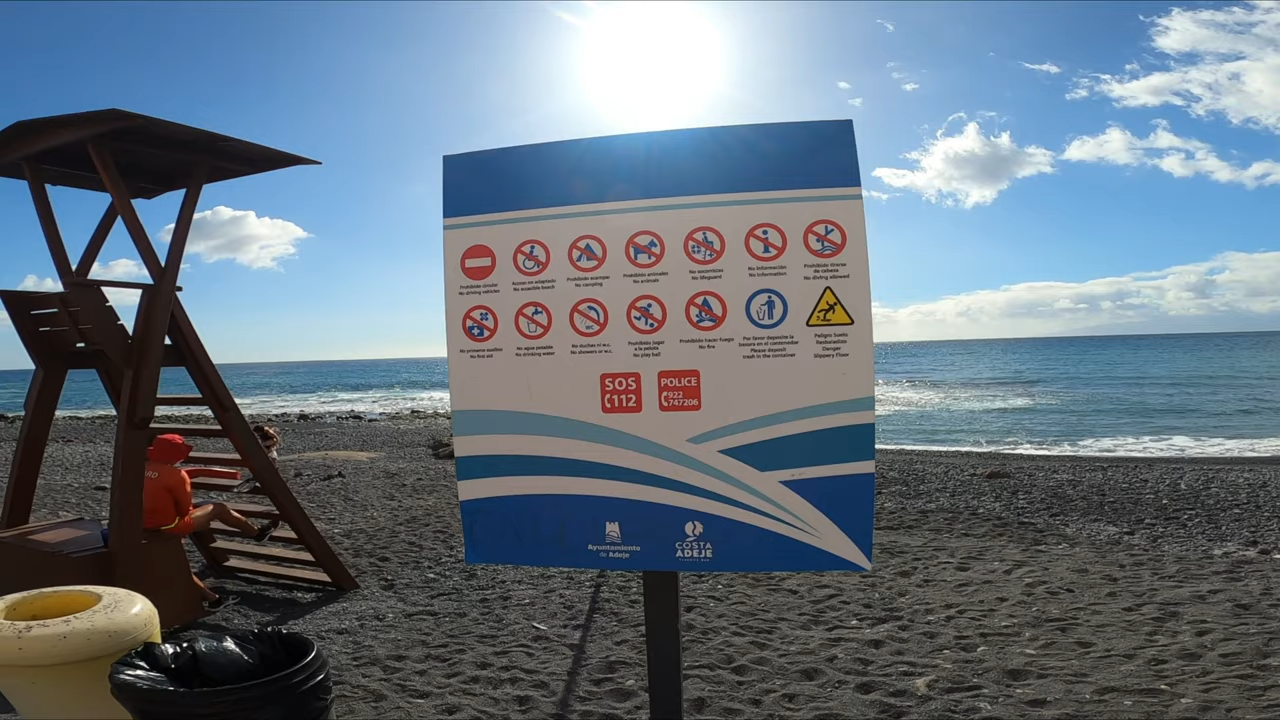 Prohibido circular
No driving vehicles
Acceso no adaptado
No accesible beach
Prohibido acampar
No camping
Prohibido animales
No animals
No socorristas
No lifeguard
No información
No information
Prohibido tirarse
de cabeza
No diving allowed
No primeros auxilios
No first aid
No agua potable
No drinking water
WC
No duchas ni w.c.
No showers or w.c.
Prohibido jugar
a la pelota
No play ball
Prohibido hacer fuego
No fire
Por favor deposite la
basura en el contenedor
Please deposit
trash in the container
Peligro Suelo
Resbaladizo
Danger
Slippery Floor
SOS
112
POLICE
922
747206
RD
Ayuntamiento
de Adeje
COSTA
ADEJE